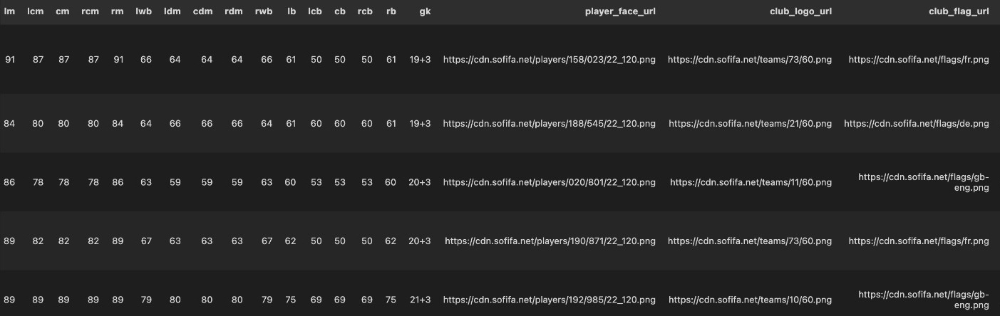 lm lcm cm rcm rm lwb ldm cdm rdm rwb lb lcb cb rcb rb gk player_face_url club_logo_url club_flag_url
91 87 87 87 91 66 64 64 64 66 61 50 50 50 61 19+3 https://cdn.sofifa.net/players/158/023/22_120.png https://cdn.sofifa.net/teams/73/60.png https://cdn.sofifa.net/flags/fr.png
84 80 80 80 84 64 66 66 66 64 61 60 60 60 61 19+3 https://cdn.sofifa.net/players/188/545/22_120.png https://cdn.sofifa.net/teams/21/60.png https://cdn.sofifa.net/flags/de.png
86 78 78 78 86 63 59 59 59 63 60 53 53 53 60 20+3 https://cdn.sofifa.net/players/020/801/22_120.png https://cdn.sofifa.net/teams/11/60.png https://cdn.sofifa.net/flags/gb-
eng.png
89 82 82 82 89 67 63 63 63 67 62 50 50 50 62 20+3 https://cdn.sofifa.net/players/190/871/22_120.png https://cdn.sofifa.net/teams/73/60.png https://cdn.sofifa.net/flags/fr.png
89 89 89 89 89 79 80 80 80 79 75 69 69 69 75 21+3 https://cdn.sofifa.net/players/192/985/22_120.png https://cdn.sofifa.net/teams/10/60.png https://cdn.sofifa.net/flags/gb-
eng.png